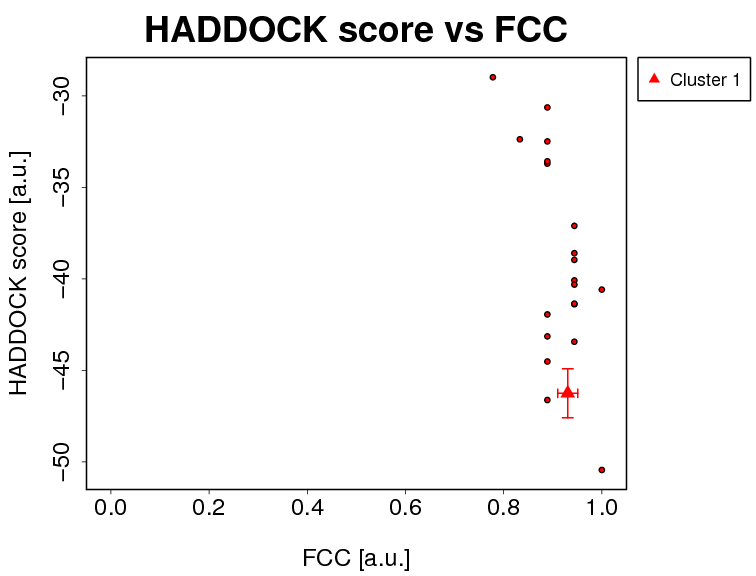 HADDOCK score vs FCC
Cluster 1
HADDOCK score [a.u.]
−30
−35
−40
−45
−50
0.0 0.2 0.4 0.6 0.8 1.0
FCC [a.u.]